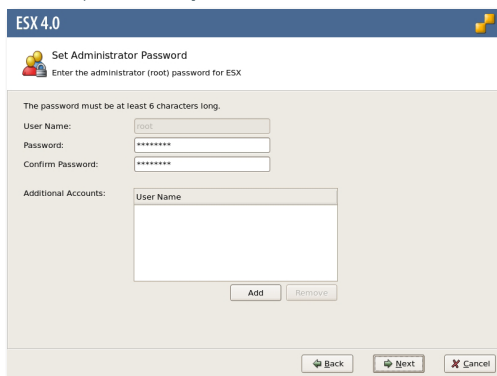 ESX 4.0
Set Administrator Password
Enter the administrator (root) password for ESX
The password must be at least 6 characters long.
User Name: root
Password: ********
Confirm Password: ********
Additional Accounts: User Name
Add Remove
Back Next Cancel